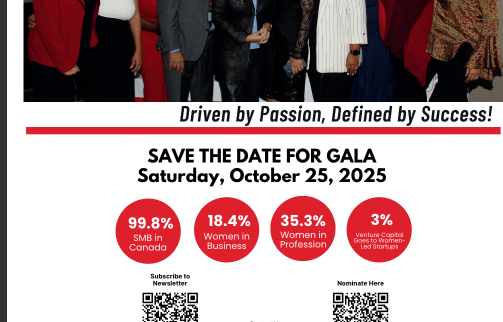 Driven by Passion, Defined by Success!
SAVE THE DATE FOR GALA
Saturday, October 25, 2025
99.8%
SMB in
Canada
18.4%
Women in
Business
35.3%
Women in
Profession
3%
Venture Capital
Goes to Women-
Led Startups
Subscribe to
Newsletter
Nominate Here